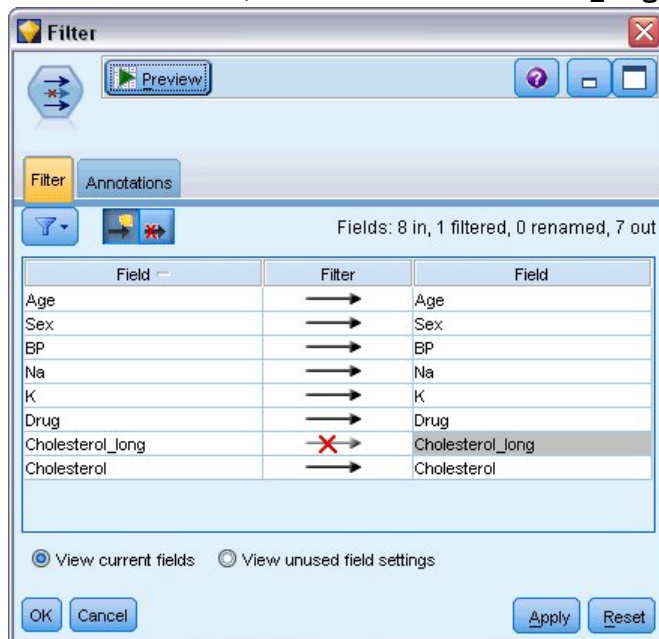 Filter
Preview
Filter Annotations
Fields: 8 in, 1 filtered, 0 renamed, 7 out
Field Filter Field
Age Age
Sex Sex
BP BP
Na Na
K K
Drug Drug
Cholesterol_long Cholesterol_long
Cholesterol Cholesterol
View current fields View unused field settings
OK Cancel Apply Reset